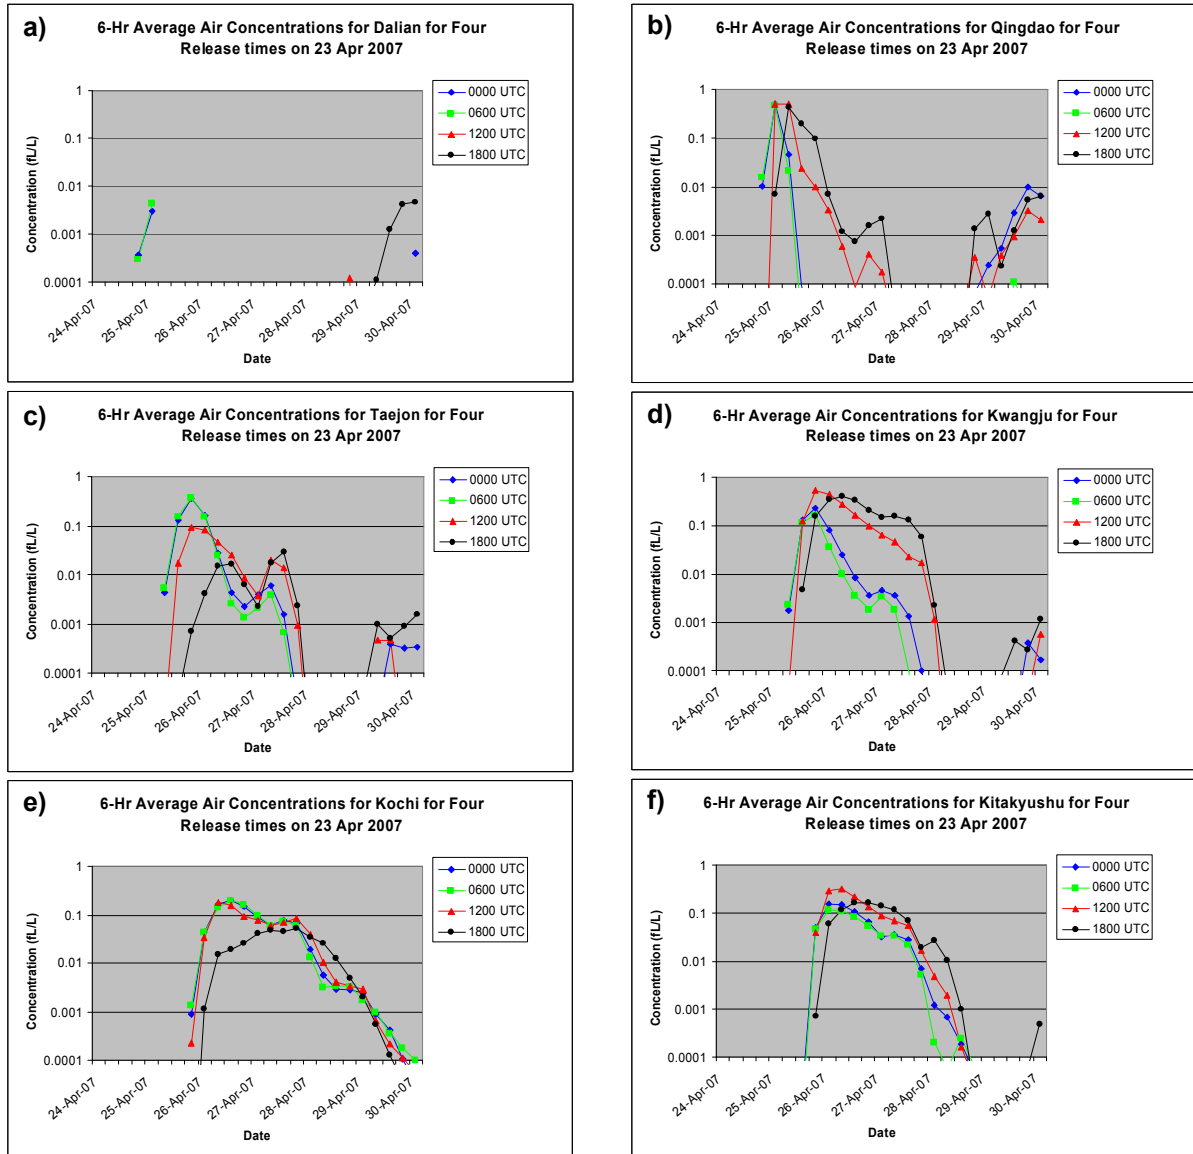 a)
6-Hr Average Air Concentrations for Dalian for Four
Release times on 23 Apr 2007
Concentration (fL/L)
1
0.1
0.01
0.001
0.0001
24-Apr-07
25-Apr-07
26-Apr-07
27-Apr-07
28-Apr-07
29-Apr-07
30-Apr-07
Date
0000 UTC
0600 UTC
1200 UTC
1800 UTC
b)
6-Hr Average Air Concentrations for Qingdao for Four
Release times on 23 Apr 2007
Concentration (fL/L)
1
0.1
0.01
0.001
0.0001
24-Apr-07
25-Apr-07
26-Apr-07
27-Apr-07
28-Apr-07
29-Apr-07
30-Apr-07
Date
0000 UTC
0600 UTC
1200 UTC
1800 UTC
c)
6-Hr Average Air Concentrations for Taejon for Four
Release times on 23 Apr 2007
Concentration (fL/L)
1
0.1
0.01
0.001
0.0001
24-Apr-07
25-Apr-07
26-Apr-07
27-Apr-07
28-Apr-07
29-Apr-07
30-Apr-07
Date
0000 UTC
0600 UTC
1200 UTC
1800 UTC
d)
6-Hr Average Air Concentrations for Kwangju for Four
Release times on 23 Apr 2007
Concentration (fL/L)
1
0.1
0.01
0.001
0.0001
24-Apr-07
25-Apr-07
26-Apr-07
27-Apr-07
28-Apr-07
29-Apr-07
30-Apr-07
Date
0000 UTC
0600 UTC
1200 UTC
1800 UTC
e)
6-Hr Average Air Concentrations for Kochi for Four
Release times on 23 Apr 2007
Concentration (fL/L)
1
0.1
0.01
0.001
0.0001
24-Apr-07
25-Apr-07
26-Apr-07
27-Apr-07
28-Apr-07
29-Apr-07
30-Apr-07
Date
0000 UTC
0600 UTC
1200 UTC
1800 UTC
f)
6-Hr Average Air Concentrations for Kitakyushu for Four
Release times on 23 Apr 2007
Concentration (fL/L)
1
0.1
0.01
0.001
0.0001
24-Apr-07
25-Apr-07
26-Apr-07
27-Apr-07
28-Apr-07
29-Apr-07
30-Apr-07
Date
0000 UTC
0600 UTC
1200 UTC
1800 UTC